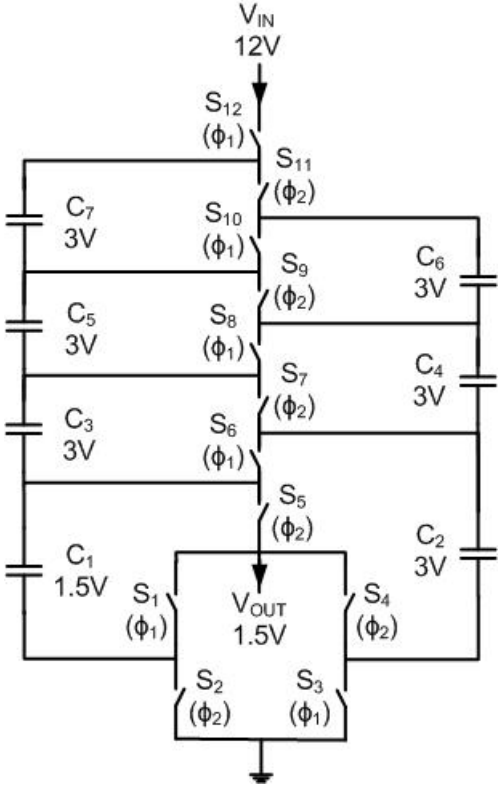 V_IN
12V
S₁₂
(ϕ₁)
S₁₁
(ϕ₂)
C₇
3V
S₁₀
(ϕ₁)
S₉
(ϕ₂)
C₆
3V
C₅
3V
S₈
(ϕ₁)
S₇
(ϕ₂)
C₄
3V
C₃
3V
S₆
(ϕ₁)
S₅
(ϕ₂)
C₂
3V
C₁
1.5V
S₁
(ϕ₁)
V_OUT
1.5V
S₄
(ϕ₂)
S₂
(ϕ₂)
S₃
(ϕ₁)